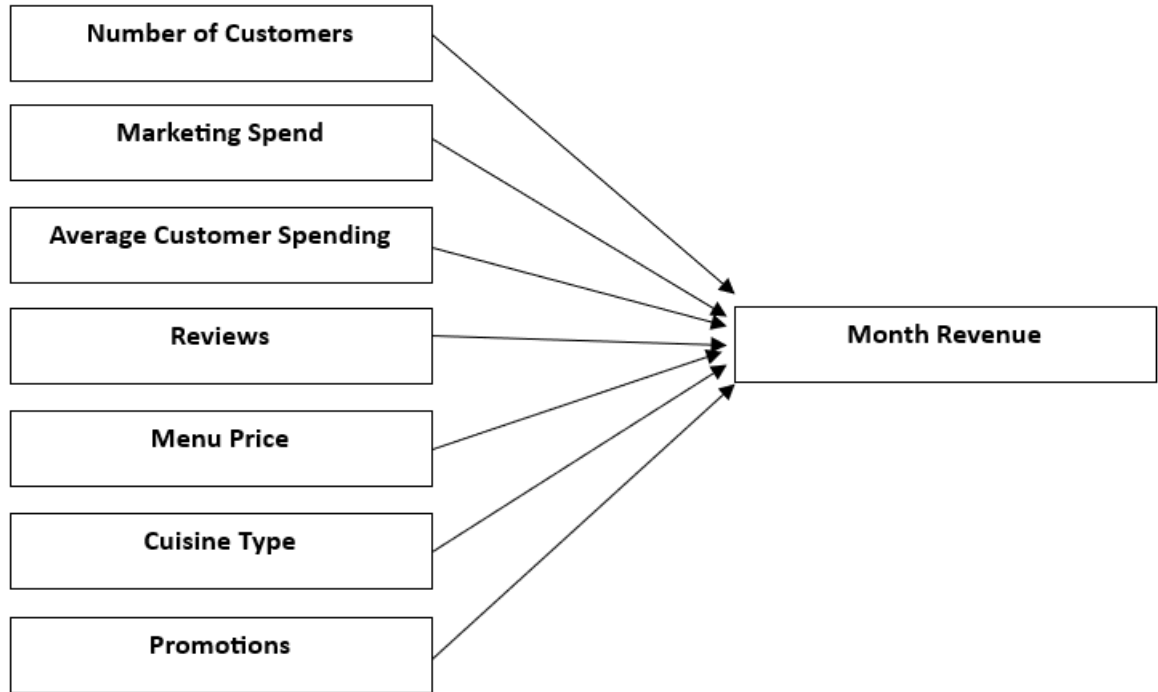 Number of Customers
Marketing Spend
Average Customer Spending
Reviews
Month Revenue
Menu Price
Cuisine Type
Promotions